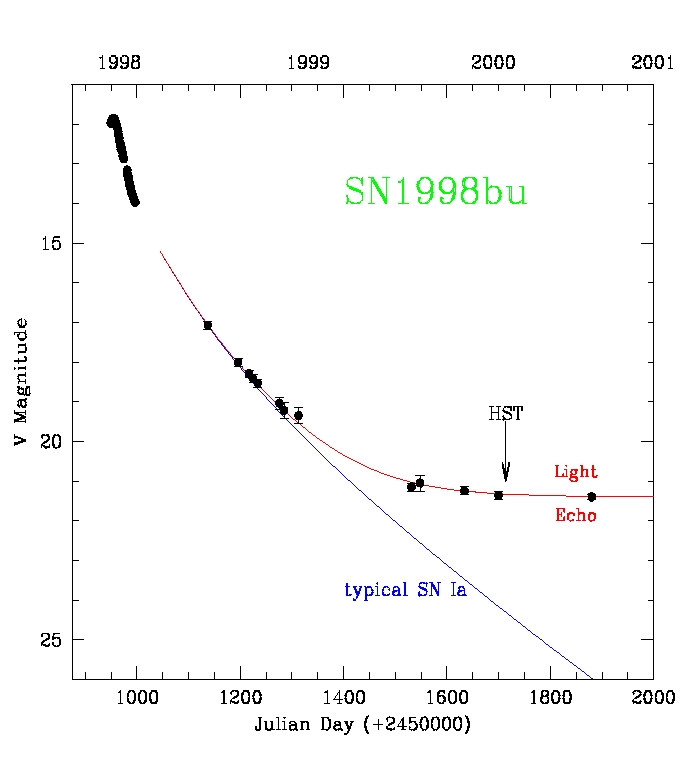 1998 1999 2000 2001
SN1998bu
15
V Magnitude
HST
20
Light
Echo
typical SN Ia
25
1000 1200 1400 1600 1800 2000
Julian Day (+2450000)